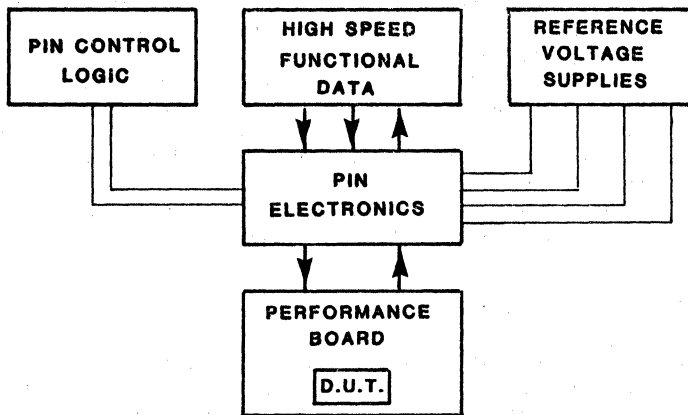 PIN CONTROL
LOGIC
HIGH SPEED
FUNCTIONAL
DATA
REFERENCE
VOLTAGE
SUPPLIES
PIN
ELECTRONICS
PERFORMANCE
BOARD
D.U.T.